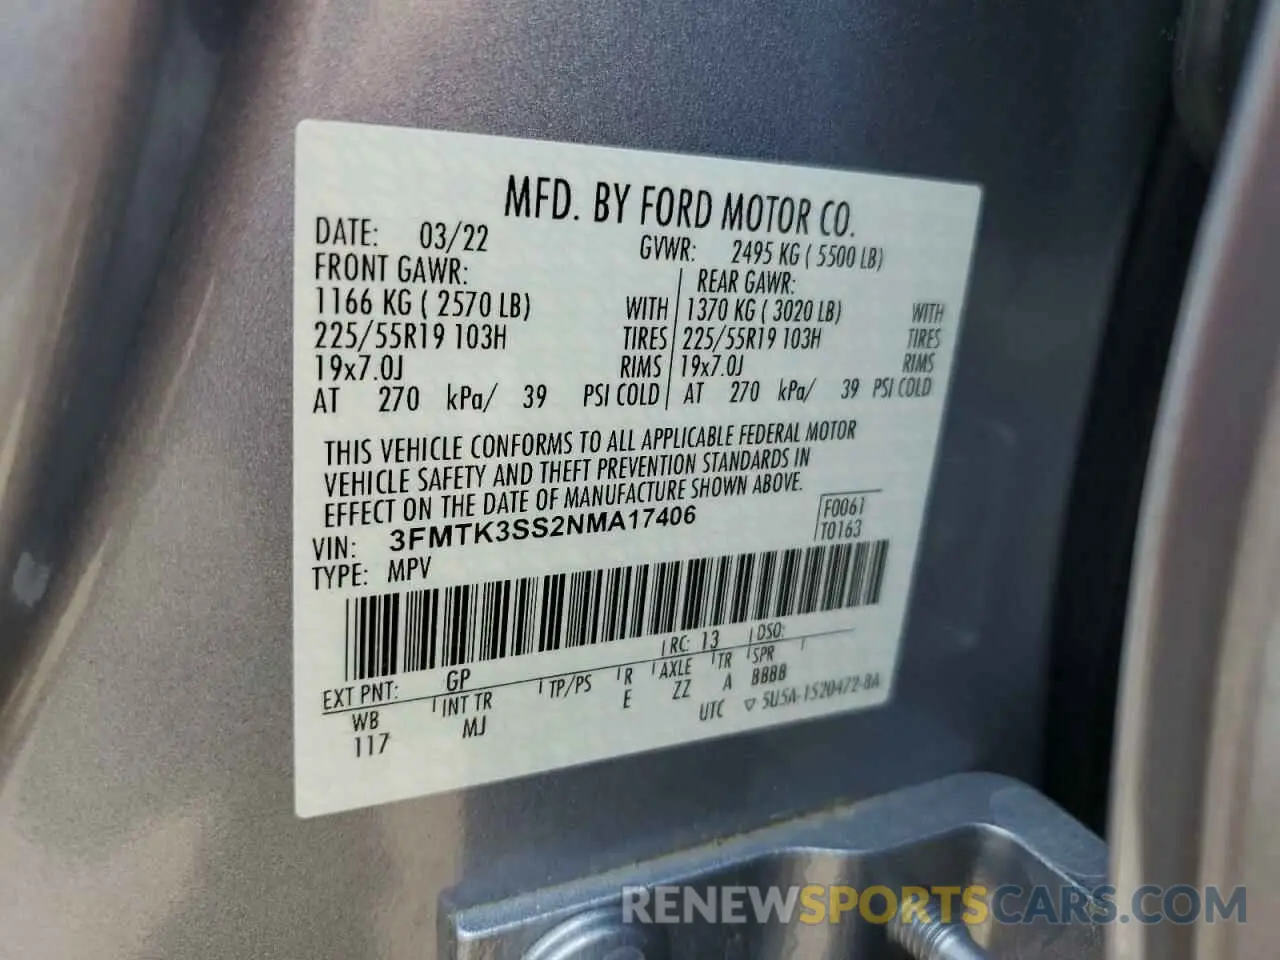 MFD. BY FORD MOTOR CO.
DATE: 03/22 GVWR: 2495 KG ( 5500 LB)
FRONT GAWR: REAR GAWR:
1166 KG ( 2570 LB) WITH 1370 KG ( 3020 LB) WITH
225/55R19 103H TIRES 225/55R19 103H TIRES
19x7.0J RIMS 19x7.0J RIMS
AT 270 kPa/ 39 PSI COLD AT 270 kPa/ 39 PSI COLD
THIS VEHICLE CONFORMS TO ALL APPLICABLE FEDERAL MOTOR
VEHICLE SAFETY AND THEFT PREVENTION STANDARDS IN
EFFECT ON THE DATE OF MANUFACTURE SHOWN ABOVE.
VIN: 3FMTK3SS2NMA17406 F0061
TYPE: MPV T0163
EXT PNT: GP RC: 13 DSO:
WB INT TR TP/PS R AXLE TR SPR
117 MJ E ZZ A BBBB
UTC ▽ 5U5A-1520472-BA
RENEWSPORTSCARS.COM